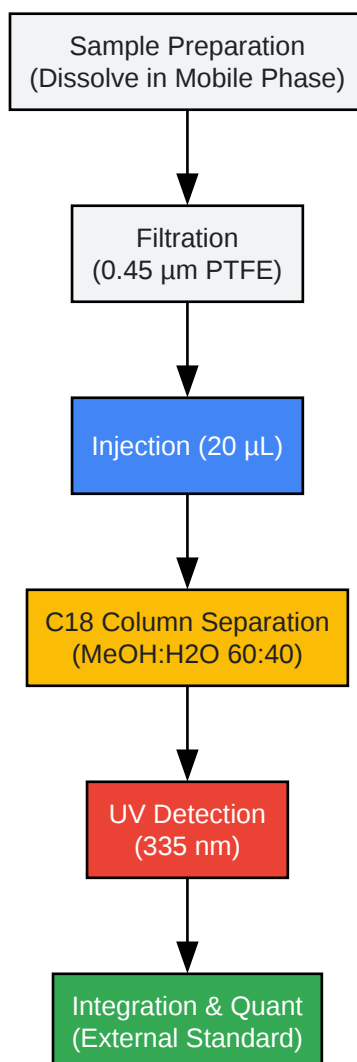 Sample Preparation
(Dissolve in Mobile Phase)
Filtration
(0.45 µm PTFE)
Injection (20 µL)
C18 Column Separation
(MeOH:H2O 60:40)
UV Detection
(335 nm)
Integration & Quant
(External Standard)